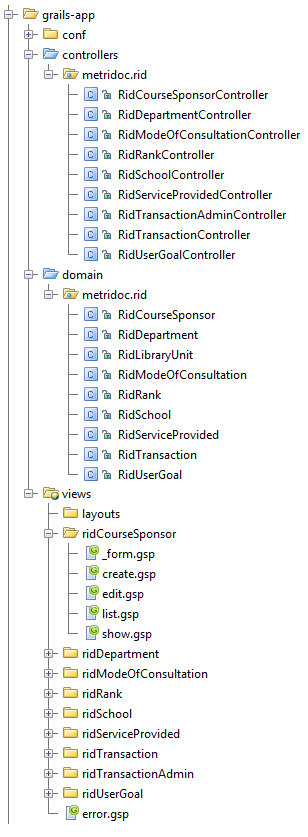 grails-app
conf
controllers
metridoc.rid
C RidCourseSponsorController
C RidDepartmentController
C RidModeOfConsultationController
C RidRankController
C RidSchoolController
C RidServiceProvidedController
C RidTransactionAdminController
C RidTransactionController
C RidUserGoalController
domain
metridoc.rid
C RidCourseSponsor
C RidDepartment
C RidLibraryUnit
C RidModeOfConsultation
C RidRank
C RidSchool
C RidServiceProvided
C RidTransaction
C RidUserGoal
views
layouts
ridCourseSponsor
G _form.gsp
G create.gsp
G edit.gsp
G list.gsp
G show.gsp
ridDepartment
ridModeOfConsultation
ridRank
ridSchool
ridServiceProvided
ridTransaction
ridTransactionAdmin
ridUserGoal
G error.gsp